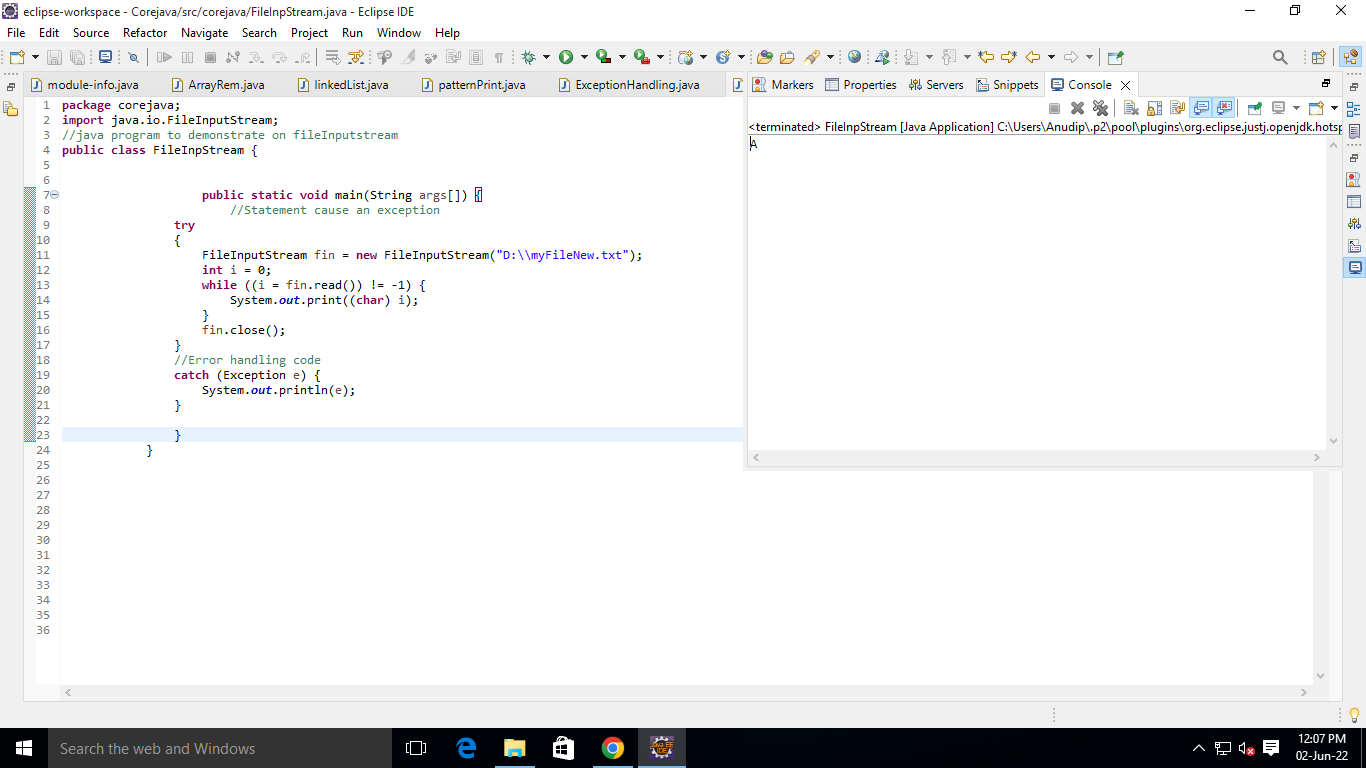 eclipse-workspace - Corejava/src/corejava/FileInpStream.java - Eclipse IDE
File Edit Source Refactor Navigate Search Project Run Window Help
module-info.java ArrayRem.java linkedList.java patternPrint.java ExceptionHandling.java
Markers Properties Servers Snippets Console
<terminated> FileInpStream [Java Application] C:\Users\Anudip\.p2\pool\plugins\org.eclipse.justj.openjdk.hotsp
A
1 package corejava;
2 import java.io.FileInputStream;
3 //java program to demonstrate on fileInputstream
4 public class FileInpStream {
5
6
7 public static void main(String args[]) {
8 //Statement cause an exception
9 try
10 {
11 FileInputStream fin = new FileInputStream("D:\\myFileNew.txt");
12 int i = 0;
13 while ((i = fin.read()) != -1) {
14 System.out.print((char) i);
15 }
16 fin.close();
17 }
18 //Error handling code
19 catch (Exception e) {
20 System.out.println(e);
21 }
22
23 }
24 }
25
26
27
28
29
30
31
32
33
34
35
36
Search the web and Windows
12:07 PM
02-Jun-22